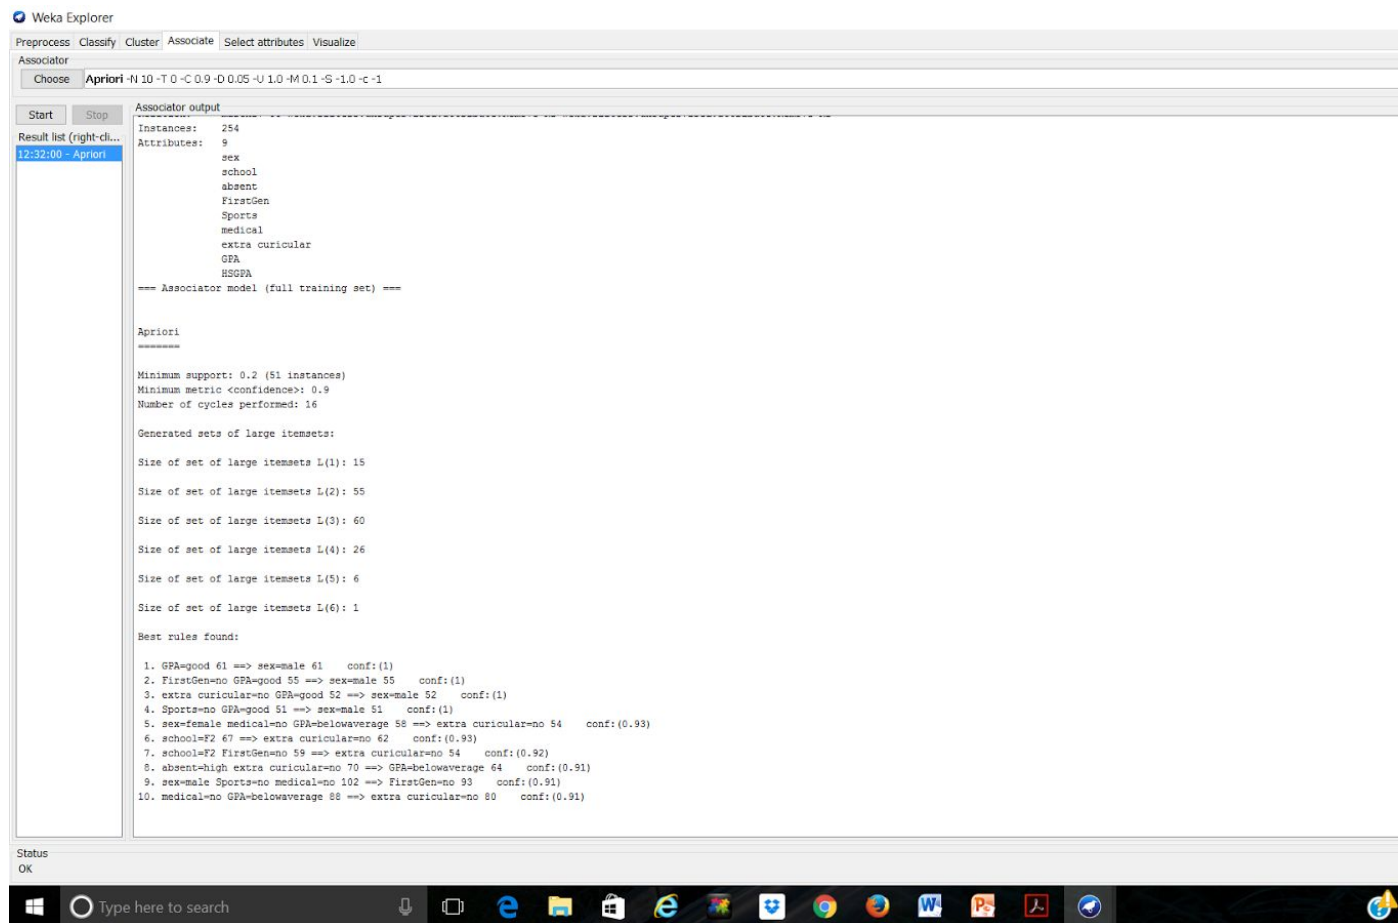 Weka Explorer
Preprocess Classify Cluster Associate Select attributes Visualize
Associator
Choose Apriori -N 10 -T 0 -C 0.9 -D 0.05 -U 1.0 -M 0.1 -S -1.0 -c -1
Start Stop
Result list (right-cli...
12:32:00 - Apriori
Associator output
Instances: 254
Attributes: 9
sex
school
absent
FirstGen
Sports
medical
extra curicular
GPA
HSGPA
=== Associator model (full training set) ===
Apriori
=======
Minimum support: 0.2 (51 instances)
Minimum metric <confidence>: 0.9
Number of cycles performed: 16
Generated sets of large itemsets:
Size of set of large itemsets L(1): 15
Size of set of large itemsets L(2): 55
Size of set of large itemsets L(3): 60
Size of set of large itemsets L(4): 26
Size of set of large itemsets L(5): 6
Size of set of large itemsets L(6): 1
Best rules found:
1. GPA=good 61 ==> sex=male 61 conf:(1)
2. FirstGen=no GPA=good 55 ==> sex=male 55 conf:(1)
3. extra curicular=no GPA=good 52 ==> sex=male 52 conf:(1)
4. Sports=no GPA=good 51 ==> sex=male 51 conf:(1)
5. sex=female medical=no GPA=belowaverage 58 ==> extra curicular=no 54 conf:(0.93)
6. school=F2 67 ==> extra curicular=no 62 conf:(0.93)
7. school=F2 FirstGen=no 59 ==> extra curicular=no 54 conf:(0.92)
8. absent=high extra curicular=no 70 ==> GPA=belowaverage 64 conf:(0.91)
9. sex=male Sports=no medical=no 102 ==> FirstGen=no 93 conf:(0.91)
10. medical=no GPA=belowaverage 88 ==> extra curicular=no 80 conf:(0.91)
Status
OK
Type here to search